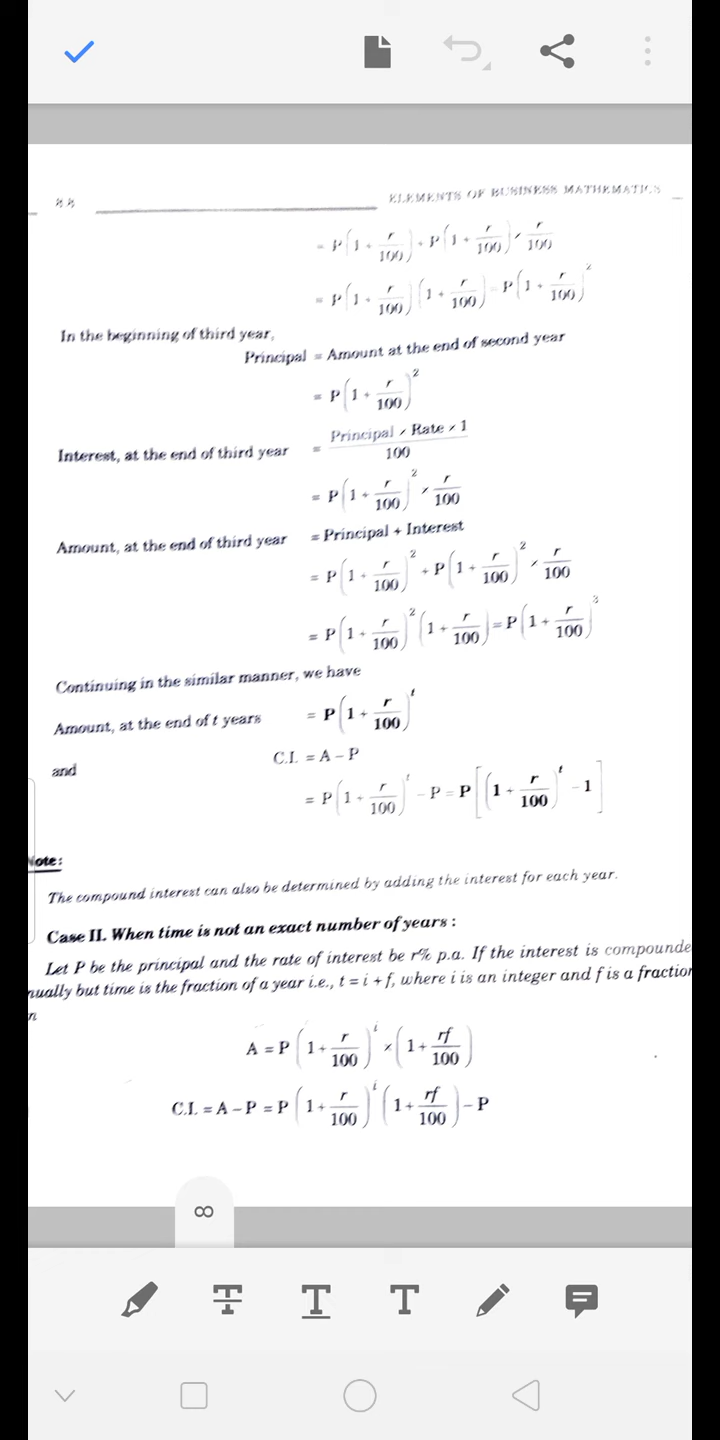 88 ELEMENTS OF BUSINESS MATHEMATICS
= P(1 + r/100) + P(1 + r/100) × r/100
= P(1 + r/100)(1 + r/100) = P(1 + r/100)²
In the beginning of third year,
Principal = Amount at the end of second year
= P(1 + r/100)²
Interest, at the end of third year = Principal × Rate × 1 / 100
= P(1 + r/100)² × r/100
Amount, at the end of third year = Principal + Interest
= P(1 + r/100)² + P(1 + r/100)² × r/100
= P(1 + r/100)² (1 + r/100) = P(1 + r/100)³
Continuing in the similar manner, we have
Amount, at the end of t years = P(1 + r/100)^t
and C.I. = A – P
= P(1 + r/100)^t – P = P[(1 + r/100)^t – 1]
Note:
The compound interest can also be determined by adding the interest for each year.
Case II. When time is not an exact number of years :
Let P be the principal and the rate of interest be r% p.a. If the interest is compounde
nually but time is the fraction of a year i.e., t = i + f, where i is an integer and f is a fraction
n
A = P (1 + r/100)^i × (1 + rf/100)
C.I. = A – P = P (1 + r/100)^i (1 + rf/100) – P